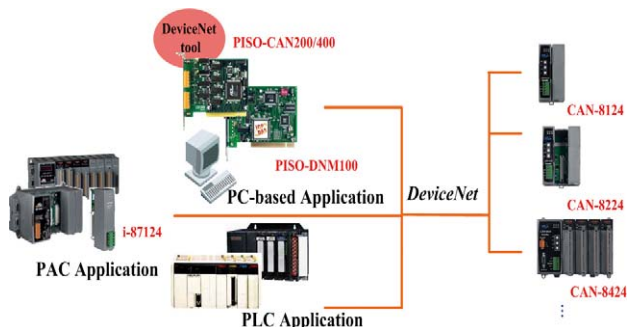 DeviceNet
tool
PISO-CAN200/400
PISO-DNM100
PC-based Application
i-87124
PAC Application
PLC Application
DeviceNet
CAN-8124
CAN-8224
CAN-8424